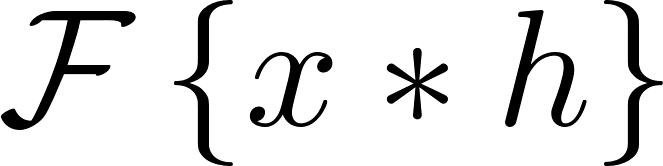 ℱ{x ∗ h}